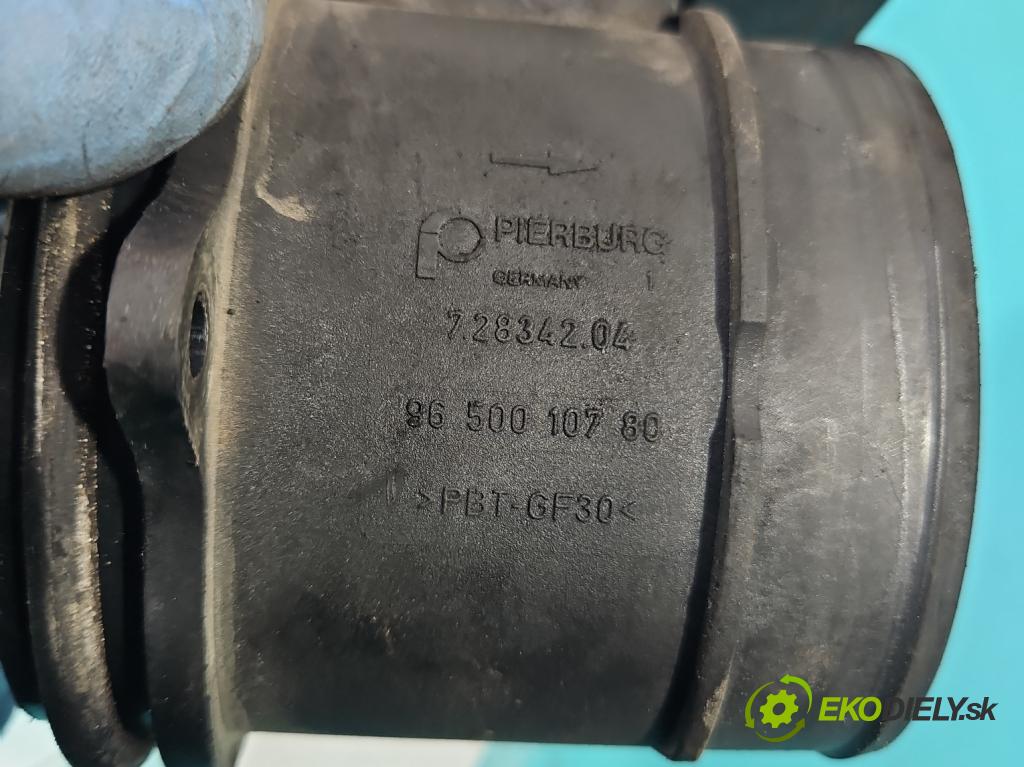 PIERBURG
GERMANY 1
7.28342.04
96 500 107 80
>PBT-GF30<
EKODIELY.sk